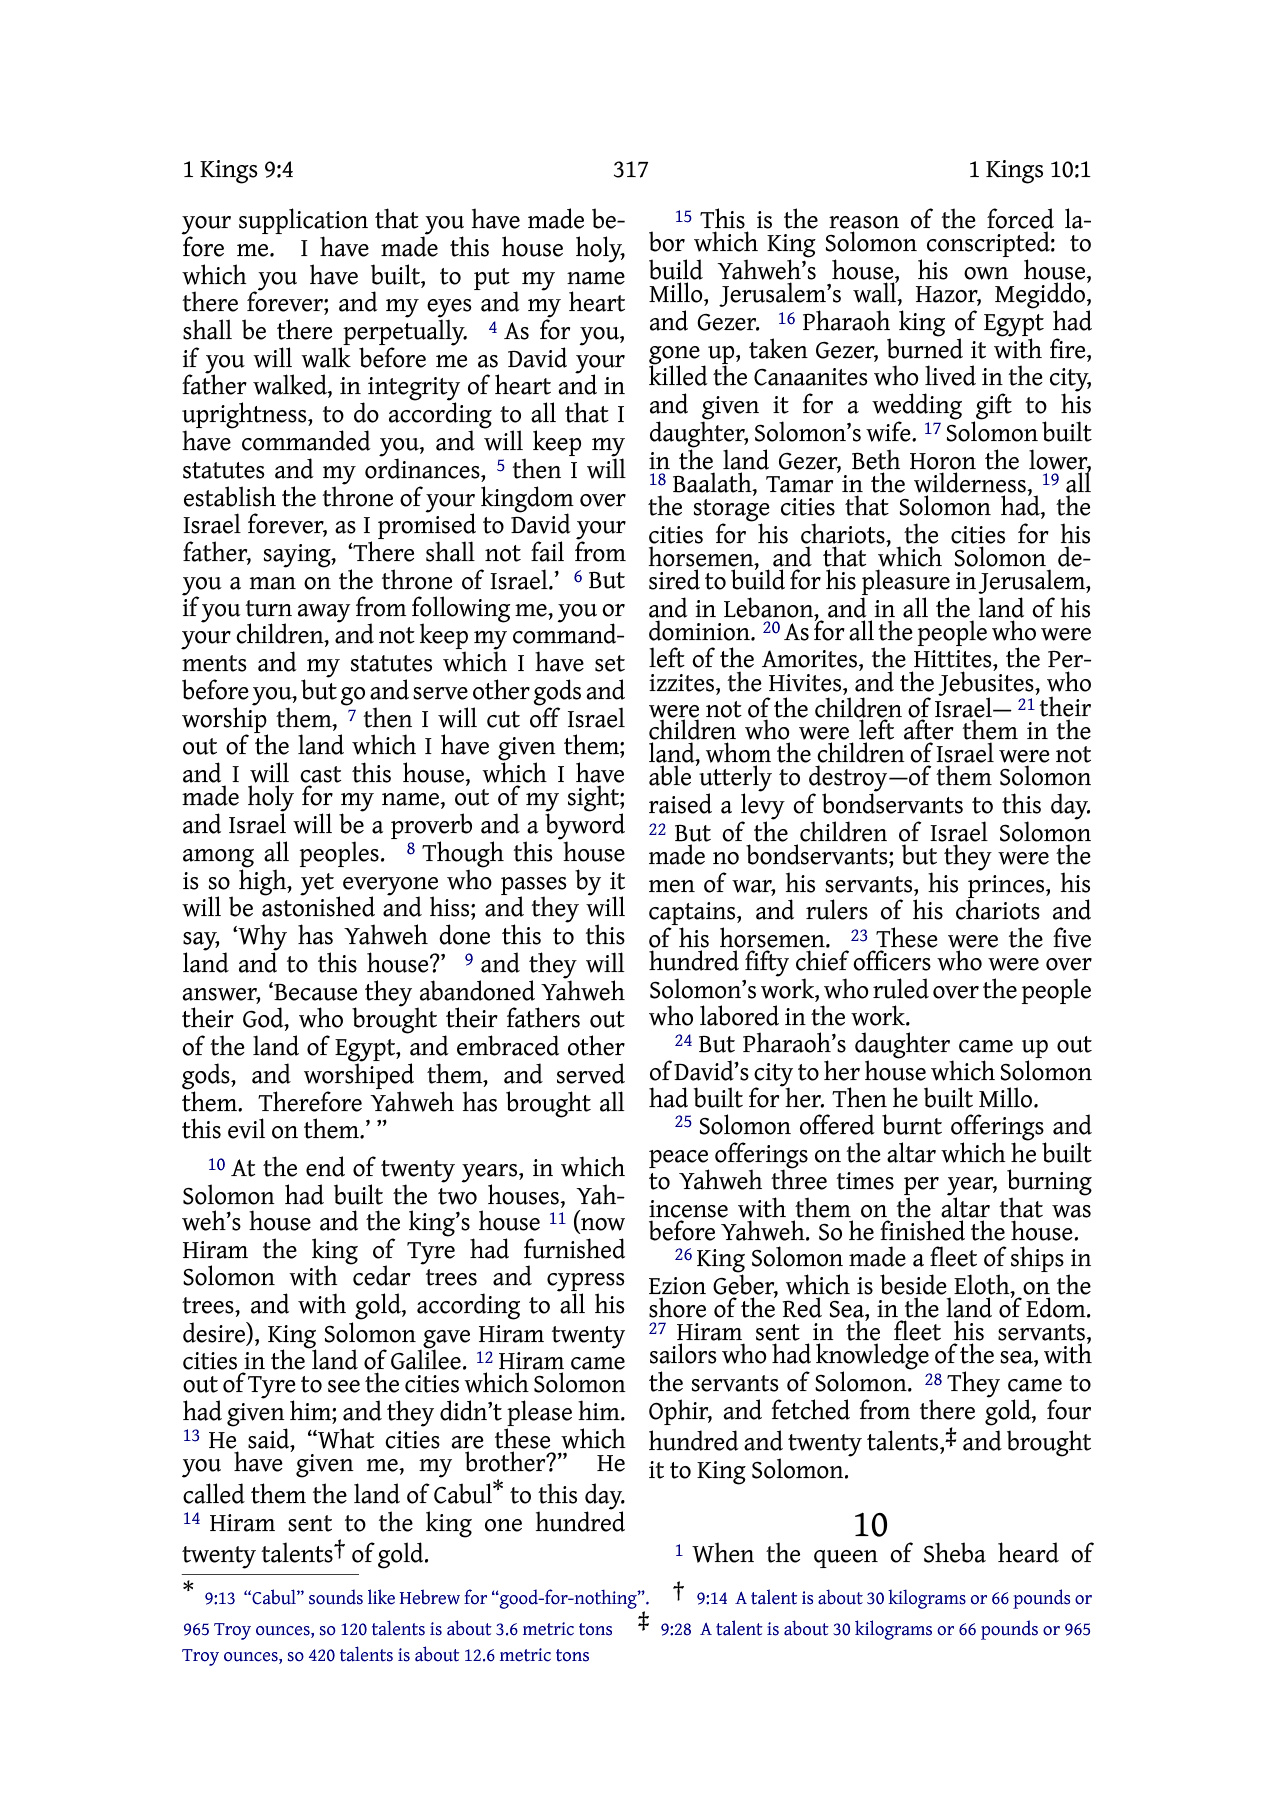 1 Kings 9:4 317 1 Kings 10:1
your supplication that you have made be-
fore me. I have made this house holy,
which you have built, to put my name
there forever; and my eyes and my heart
shall be there perpetually. 4 As for you,
if you will walk before me as David your
father walked, in integrity of heart and in
uprightness, to do according to all that I
have commanded you, and will keep my
statutes and my ordinances, 5 then I will
establish the throne of your kingdom over
Israel forever, as I promised to David your
father, saying, ‘There shall not fail from
you a man on the throne of Israel.’ 6 But
if you turn away from following me, you or
your children, and not keep my command-
ments and my statutes which I have set
before you, but go and serve other gods and
worship them, 7 then I will cut off Israel
out of the land which I have given them;
and I will cast this house, which I have
made holy for my name, out of my sight;
and Israel will be a proverb and a byword
among all peoples. 8 Though this house
is so high, yet everyone who passes by it
will be astonished and hiss; and they will
say, ‘Why has Yahweh done this to this
land and to this house?’ 9 and they will
answer, ‘Because they abandoned Yahweh
their God, who brought their fathers out
of the land of Egypt, and embraced other
gods, and worshiped them, and served
them. Therefore Yahweh has brought all
this evil on them.’ ”
10 At the end of twenty years, in which
Solomon had built the two houses, Yah-
weh’s house and the king’s house 11 (now
Hiram the king of Tyre had furnished
Solomon with cedar trees and cypress
trees, and with gold, according to all his
desire), King Solomon gave Hiram twenty
cities in the land of Galilee. 12 Hiram came
out of Tyre to see the cities which Solomon
had given him; and they didn’t please him.
13 He said, “What cities are these which
you have given me, my brother?” He
called them the land of Cabul* to this day.
14 Hiram sent to the king one hundred
twenty talents† of gold.
15 This is the reason of the forced la-
bor which King Solomon conscripted: to
build Yahweh’s house, his own house,
Millo, Jerusalem’s wall, Hazor, Megiddo,
and Gezer. 16 Pharaoh king of Egypt had
gone up, taken Gezer, burned it with fire,
killed the Canaanites who lived in the city,
and given it for a wedding gift to his
daughter, Solomon’s wife. 17 Solomon built
in the land Gezer, Beth Horon the lower,
18 Baalath, Tamar in the wilderness, 19 all
the storage cities that Solomon had, the
cities for his chariots, the cities for his
horsemen, and that which Solomon de-
sired to build for his pleasure in Jerusalem,
and in Lebanon, and in all the land of his
dominion. 20 As for all the people who were
left of the Amorites, the Hittites, the Per-
izzites, the Hivites, and the Jebusites, who
were not of the children of Israel— 21 their
children who were left after them in the
land, whom the children of Israel were not
able utterly to destroy—of them Solomon
raised a levy of bondservants to this day.
22 But of the children of Israel Solomon
made no bondservants; but they were the
men of war, his servants, his princes, his
captains, and rulers of his chariots and
of his horsemen. 23 These were the five
hundred fifty chief officers who were over
Solomon’s work, who ruled over the people
who labored in the work.
24 But Pharaoh’s daughter came up out
of David’s city to her house which Solomon
had built for her. Then he built Millo.
25 Solomon offered burnt offerings and
peace offerings on the altar which he built
to Yahweh three times per year, burning
incense with them on the altar that was
before Yahweh. So he finished the house.
26 King Solomon made a fleet of ships in
Ezion Geber, which is beside Eloth, on the
shore of the Red Sea, in the land of Edom.
27 Hiram sent in the fleet his servants,
sailors who had knowledge of the sea, with
the servants of Solomon. 28 They came to
Ophir, and fetched from there gold, four
hundred and twenty talents,‡ and brought
it to King Solomon.
10
1 When the queen of Sheba heard of
* 9:13 “Cabul” sounds like Hebrew for “good-for-nothing”. † 9:14 A talent is about 30 kilograms or 66 pounds or
965 Troy ounces, so 120 talents is about 3.6 metric tons ‡ 9:28 A talent is about 30 kilograms or 66 pounds or 965
Troy ounces, so 420 talents is about 12.6 metric tons